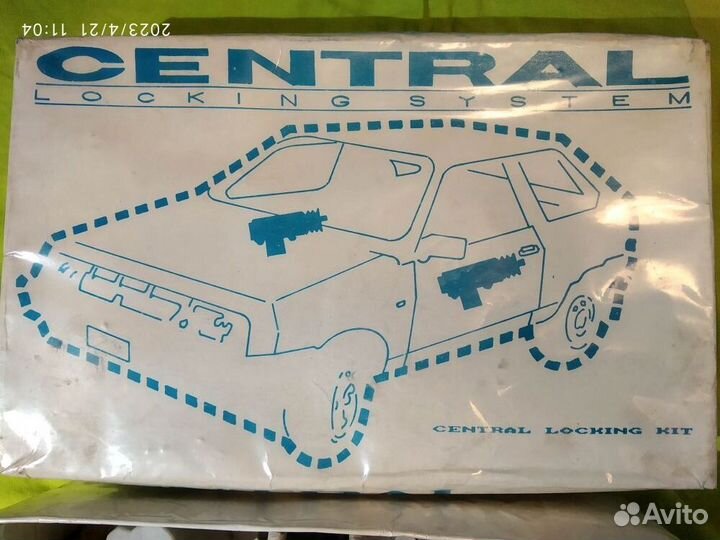 2023/4/21 11:04
CENTRAL
LOCKING SYSTEM
CENTRAL LOCKING KIT
Avito